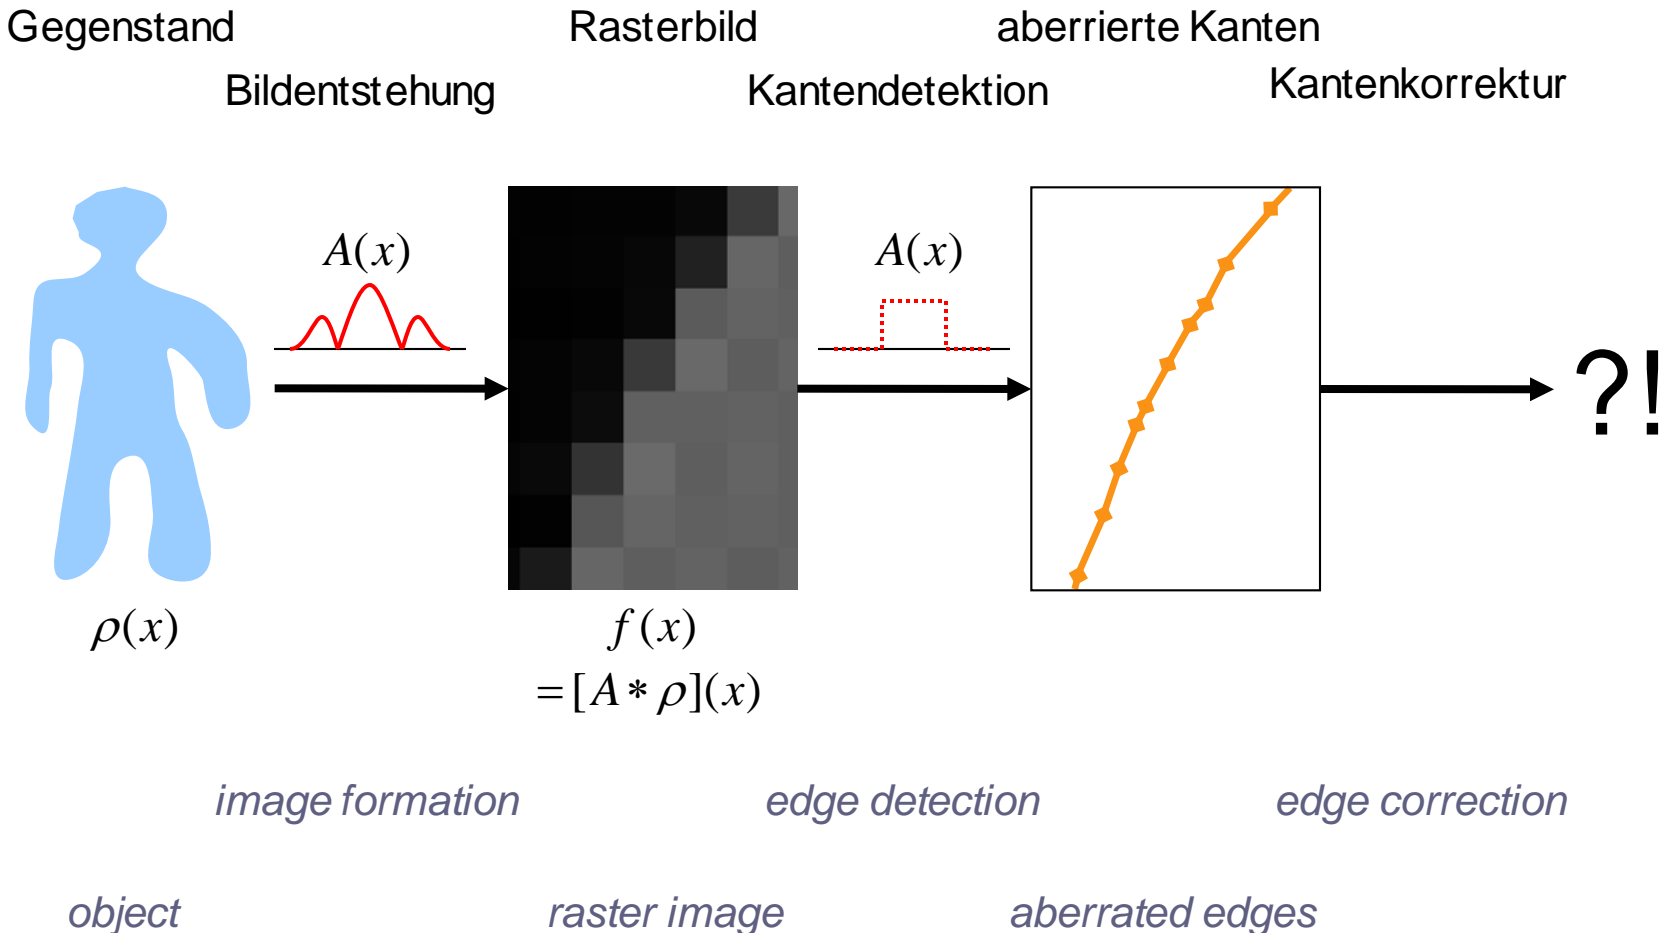 Gegenstand Rasterbild aberrierte Kanten
Bildentstehung Kantendetektion Kantenkorrektur
A(x) A(x)
?!
ρ(x) f(x)
=[A*ρ](x)
image formation edge detection edge correction
object raster image aberrated edges